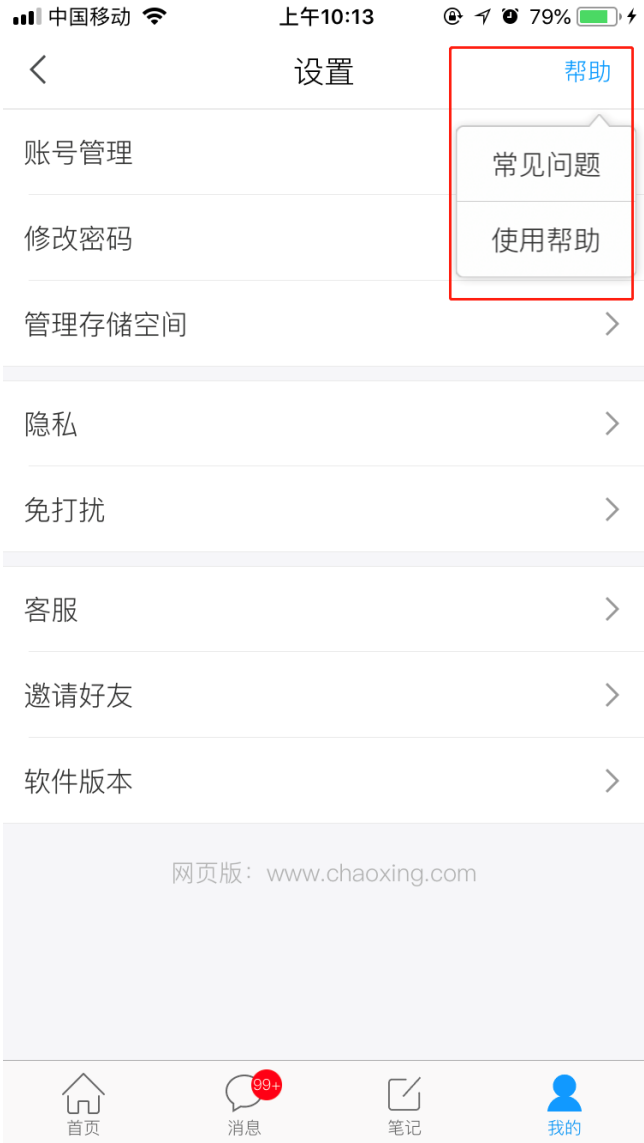 中国移动 上午10:13 79%
设置 帮助
账号管理
常见问题
修改密码
使用帮助
管理存储空间
隐私
免打扰
客服
邀请好友
软件版本
网页版：www.chaoxing.com
99+
首页 消息 笔记 我的